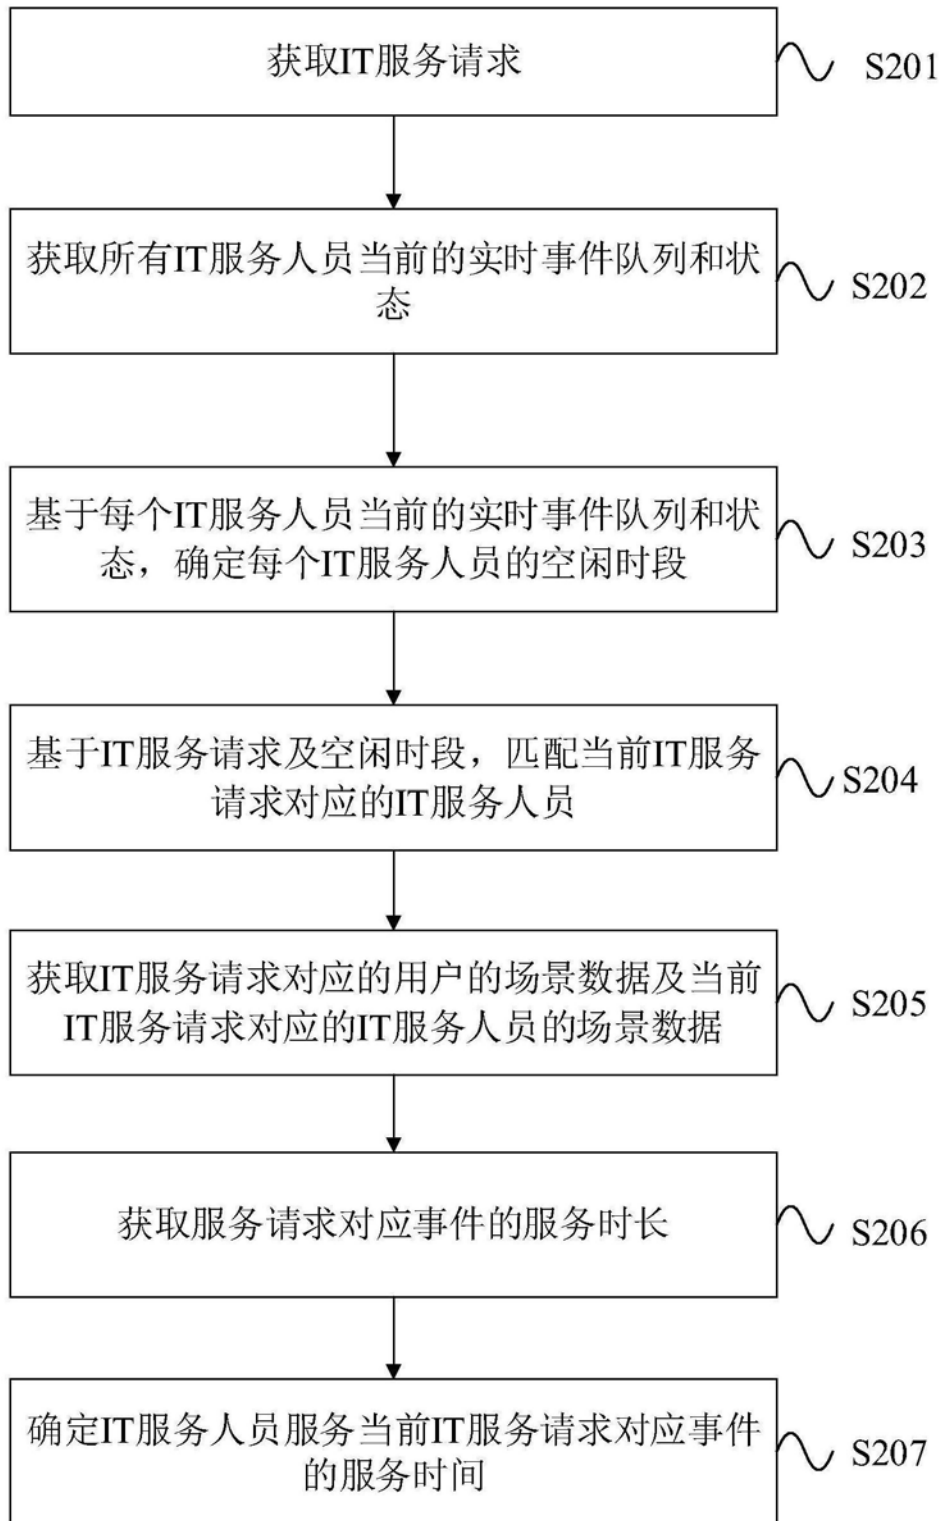 获取IT服务请求
S201
获取所有IT服务人员当前的实时事件队列和状
态
S202
基于每个IT服务人员当前的实时事件队列和状
态，确定每个IT服务人员的空闲时段
S203
基于IT服务请求及空闲时段，匹配当前IT服务
请求对应的IT服务人员
S204
获取IT服务请求对应的用户的场景数据及当前
IT服务请求对应的IT服务人员的场景数据
S205
获取服务请求对应事件的服务时长
S206
确定IT服务人员服务当前IT服务请求对应事件
的服务时间
S207